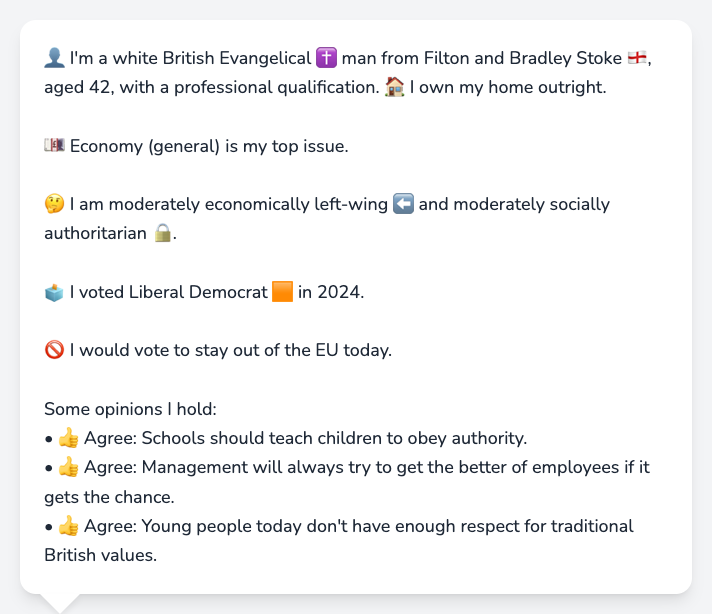 👤 I'm a white British Evangelical ✝️ man from Filton and Bradley Stoke 🏴󠁧󠁢󠁥󠁮󠁧󠁿,
aged 42, with a professional qualification. 🏠 I own my home outright.
💷 Economy (general) is my top issue.
🤔 I am moderately economically left-wing ⬅️ and moderately socially
authoritarian 🔒.
🗳️ I voted Liberal Democrat 🟧 in 2024.
🚫 I would vote to stay out of the EU today.
Some opinions I hold:
• 👍 Agree: Schools should teach children to obey authority.
• 👍 Agree: Management will always try to get the better of employees if it
gets the chance.
• 👍 Agree: Young people today don't have enough respect for traditional
British values.